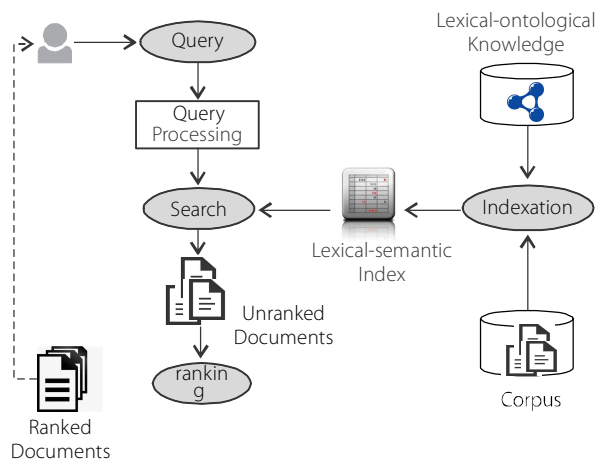 Lexical-ontological
Knowledge
Query
Query
Processing
Search
Indexation
Lexical-semantic
Index
Unranked
Documents
rankin
g
Corpus
Ranked
Documents